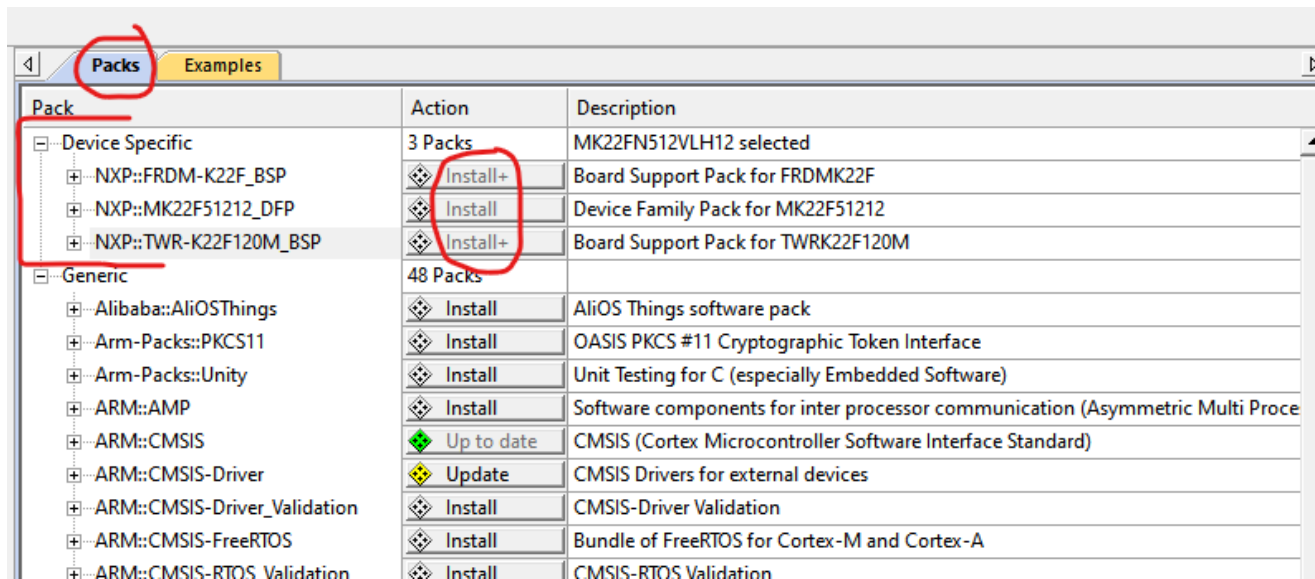 Packs Examples
Pack Action Description
Device Specific 3 Packs MK22FN512VLH12 selected
NXP::FRDM-K22F_BSP Install+ Board Support Pack for FRDMK22F
NXP::MK22F51212_DFP Install Device Family Pack for MK22F51212
NXP::TWR-K22F120M_BSP Install+ Board Support Pack for TWRK22F120M
Generic 48 Packs
Alibaba::AliOSThings Install AliOS Things software pack
Arm-Packs::PKCS11 Install OASIS PKCS #11 Cryptographic Token Interface
Arm-Packs::Unity Install Unit Testing for C (especially Embedded Software)
ARM::AMP Install Software components for inter processor communication (Asymmetric Multi Proce
ARM::CMSIS Up to date CMSIS (Cortex Microcontroller Software Interface Standard)
ARM::CMSIS-Driver Update CMSIS Drivers for external devices
ARM::CMSIS-Driver_Validation Install CMSIS-Driver Validation
ARM::CMSIS-FreeRTOS Install Bundle of FreeRTOS for Cortex-M and Cortex-A
ARM::CMSIS-RTOS_Validation Install CMSIS-RTOS Validation